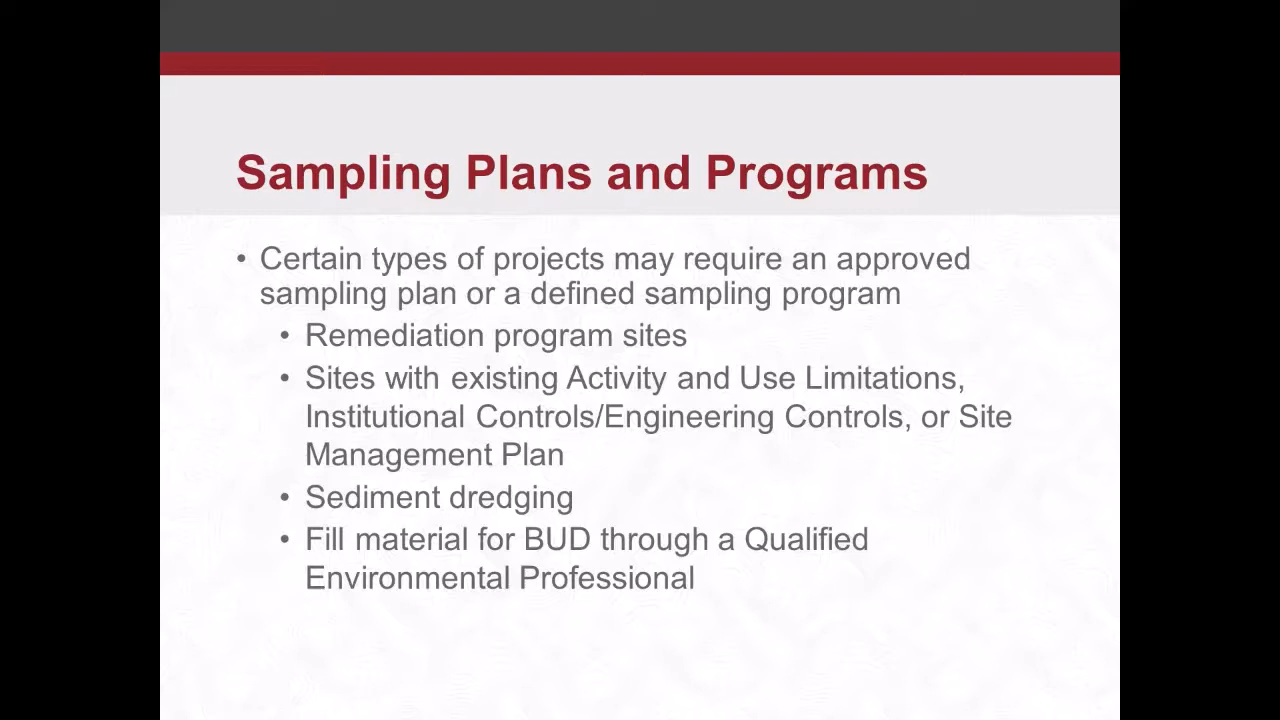 Sampling Plans and Programs
• Certain types of projects may require an approved
sampling plan or a defined sampling program
• Remediation program sites
• Sites with existing Activity and Use Limitations,
Institutional Controls/Engineering Controls, or Site
Management Plan
• Sediment dredging
• Fill material for BUD through a Qualified
Environmental Professional